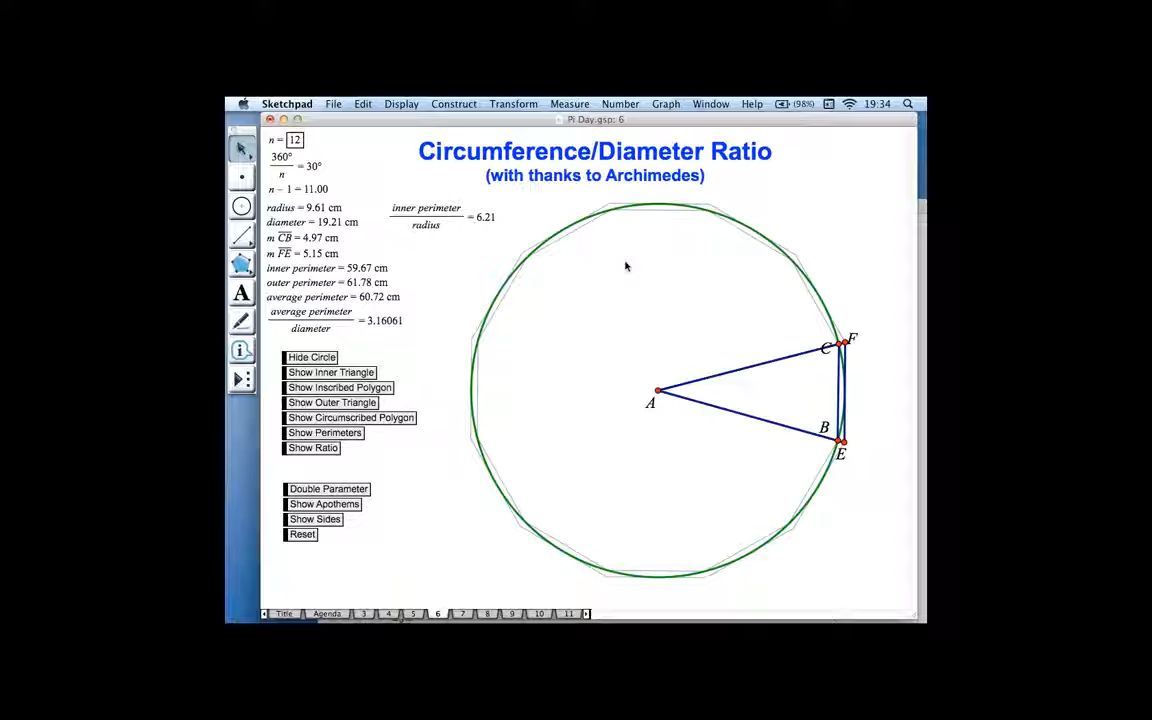 Sketchpad File Edit Display Construct Transform Measure Number Graph Window Help (98%) 19:34
Pi Day.gsp: 6
Circumference/Diameter Ratio
(with thanks to Archimedes)
n = 12
360°
n
= 30°
n − 1 = 11.00
radius = 9.61 cm
diameter = 19.21 cm
m CB = 4.97 cm
m FE = 5.15 cm
inner perimeter = 59.67 cm
outer perimeter = 61.78 cm
average perimeter = 60.72 cm
average perimeter
diameter
= 3.16061
inner perimeter
radius
= 6.21
Hide Circle
Show Inner Triangle
Show Inscribed Polygon
Show Outer Triangle
Show Circumscribed Polygon
Show Perimeters
Show Ratio
Double Parameter
Show Apothems
Show Sides
Reset
C F
A
B
E
A
Title Agenda 3 4 5 6 7 8 9 10 11